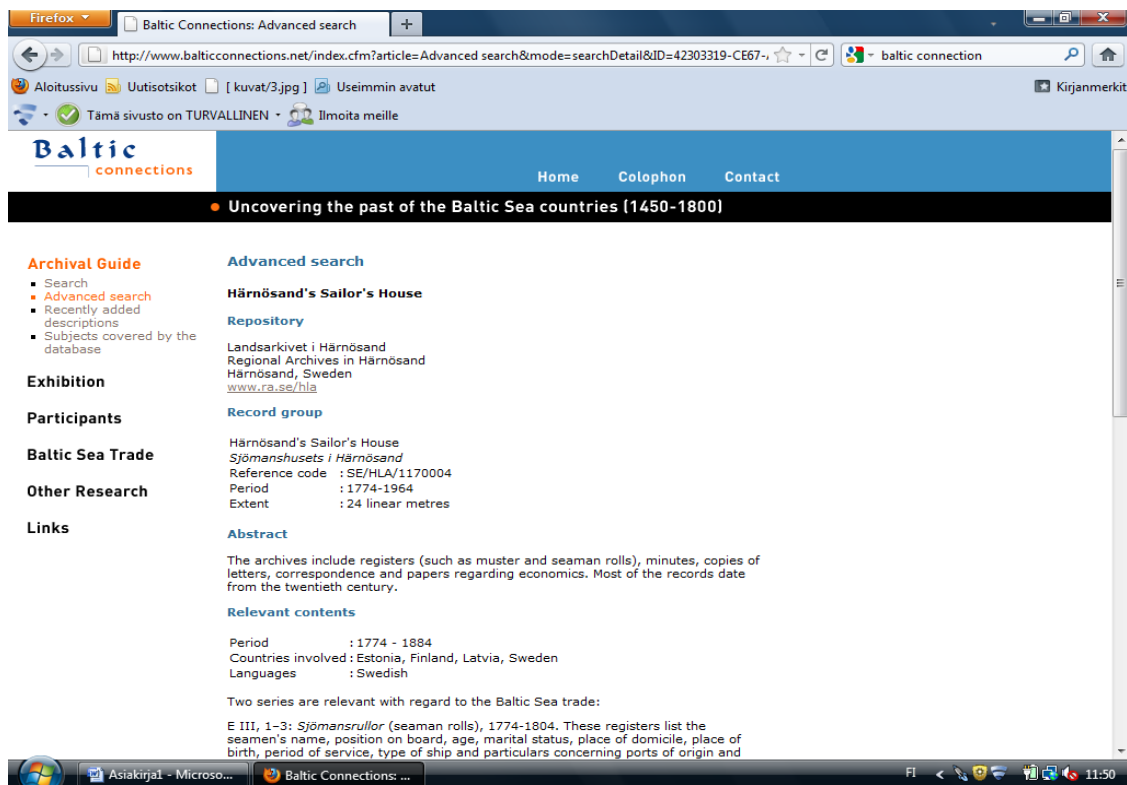 Firefox
Baltic Connections: Advanced search
http://www.balticconnections.net/index.cfm?article=Advanced search&mode=searchDetail&ID=42303319-CE67-
baltic connection
Aloitussivu Uutisotsikot [ kuvat/3.jpg ] Useimmin avatut
Kirjanmerkit
Tämä sivusto on TURVALLINEN Ilmoita meille
Baltic
connections
Home Colophon Contact
Uncovering the past of the Baltic Sea countries (1450-1800)
Archival Guide
Search
Advanced search
Recently added
descriptions
Subjects covered by the
database
Exhibition
Participants
Baltic Sea Trade
Other Research
Links
Advanced search
Härnösand's Sailor's House
Repository
Landsarkivet i Härnösand
Regional Archives in Härnösand
Härnösand, Sweden
www.ra.se/hla
Record group
Härnösand's Sailor's House
Sjömanshusets i Härnösand
Reference code : SE/HLA/1170004
Period : 1774-1964
Extent : 24 linear metres
Abstract
The archives include registers (such as muster and seaman rolls), minutes, copies of
letters, correspondence and papers regarding economics. Most of the records date
from the twentieth century.
Relevant contents
Period : 1774 - 1884
Countries involved : Estonia, Finland, Latvia, Sweden
Languages : Swedish
Two series are relevant with regard to the Baltic Sea trade:
E III, 1–3: Sjömansrullor (seaman rolls), 1774-1804. These registers list the
seamen's name, position on board, age, marital status, place of domicile, place of
birth, period of service, type of ship and particulars concerning ports of origin and
Asiakirja1 - Microso...
Baltic Connections: ...
FI
11:50